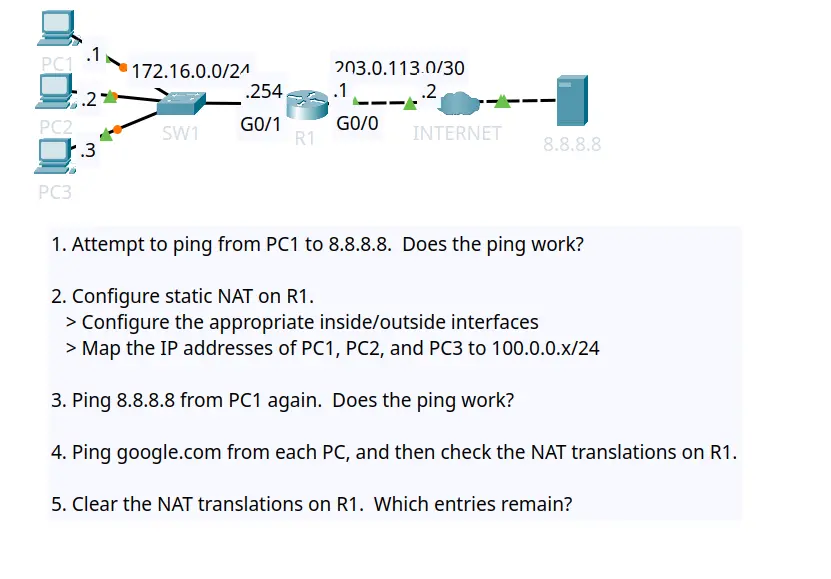 PC1
.1
172.16.0.0/24
203.0.113.0/30
.2
.254
.1
.2
PC2
SW1
G0/1
R1
G0/0
INTERNET
8.8.8.8
.3
PC3
1. Attempt to ping from PC1 to 8.8.8.8.  Does the ping work?
2. Configure static NAT on R1.
> Configure the appropriate inside/outside interfaces
> Map the IP addresses of PC1, PC2, and PC3 to 100.0.0.x/24
3. Ping 8.8.8.8 from PC1 again.  Does the ping work?
4. Ping google.com from each PC, and then check the NAT translations on R1.
5. Clear the NAT translations on R1.  Which entries remain?